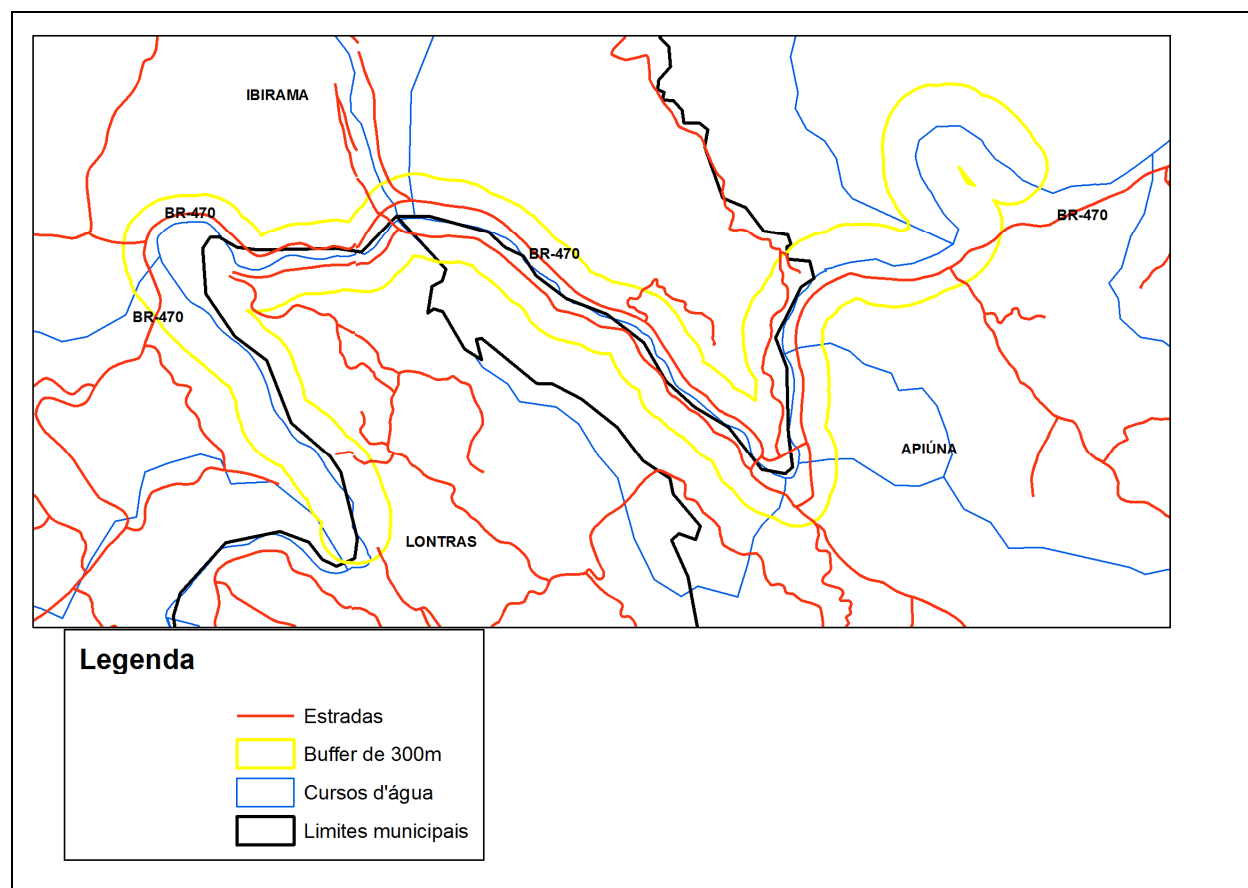 IBIRAMA
BR-470
BR-470
BR-470
BR-470
APIÚNA
LONTRAS
Legenda
Estradas
Buffer de 300m
Cursos d'água
Limites municipais